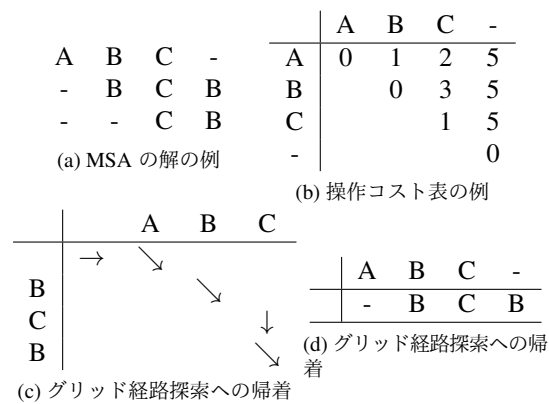 A B C -
- B C B
- - C B
(a) MSA の解の例
A B C -
A 0 1 2 5
B 0 3 5
C 1 5
- 0
(b) 操作コスト表の例
A B C
→ ↘
B ↘
C ↓
B ↘
(c) グリッド経路探索への帰着
A B C -
- B C B
(d) グリッド経路探索への帰
着